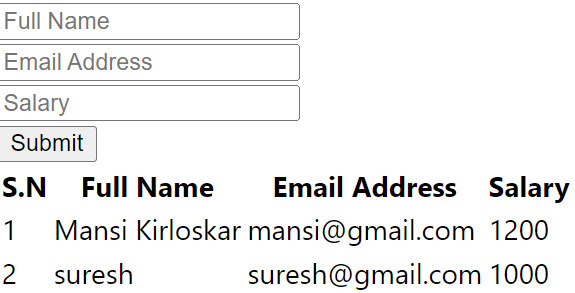 Full Name
Email Address
Salary
Submit
S.N Full Name Email Address Salary
1 Mansi Kirloskar mansi@gmail.com 1200
2 suresh suresh@gmail.com 1000